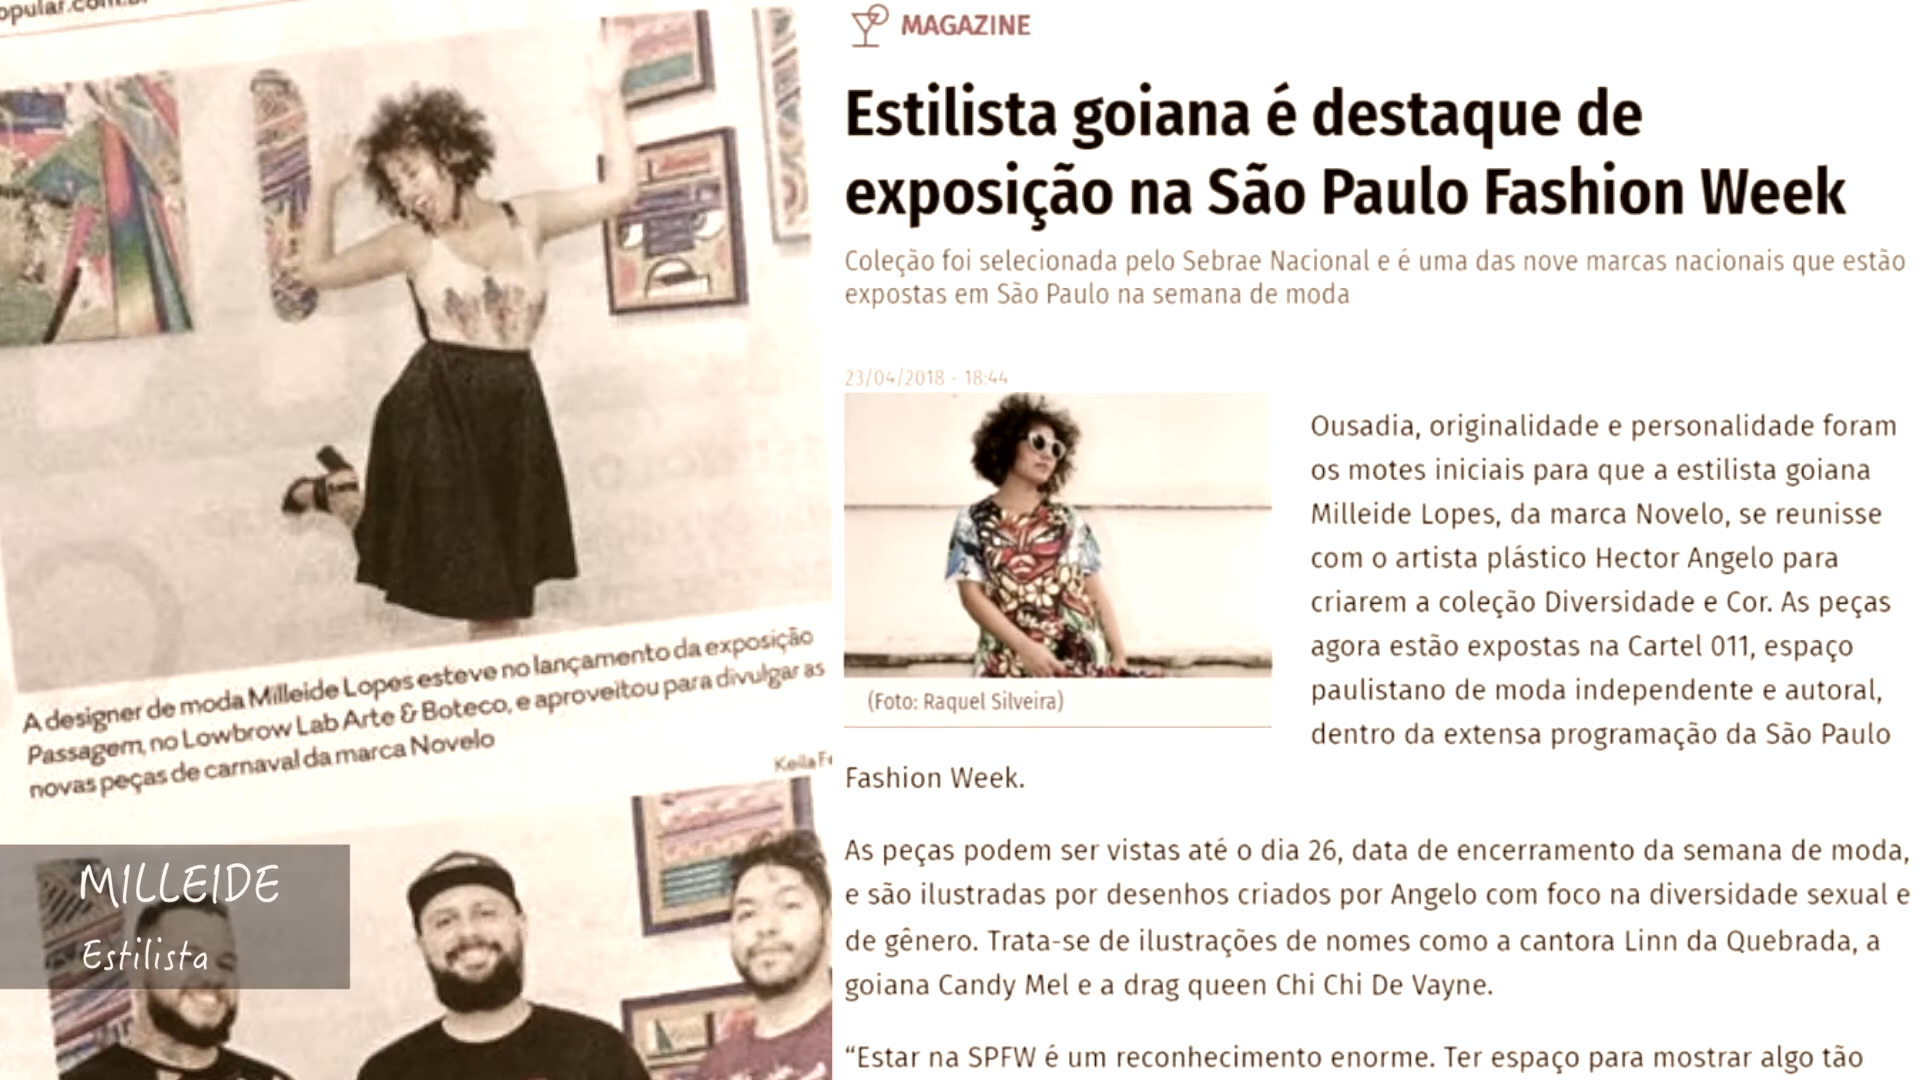 MAGAZINE
Estilista goiana é destaque de
exposição na São Paulo Fashion Week
Coleção foi selecionada pelo Sebrae Nacional e é uma das nove marcas nacionais que estão
expostas em São Paulo na semana de moda
23/04/2018 - 18:44
(Foto: Raquel Silveira)
Ousadia, originalidade e personalidade foram
os motes iniciais para que a estilista goiana
Milleide Lopes, da marca Novelo, se reunisse
com o artista plástico Hector Angelo para
criarem a coleção Diversidade e Cor. As peças
agora estão expostas na Cartel 011, espaço
paulistano de moda independente e autoral,
dentro da extensa programação da São Paulo
Fashion Week.
As peças podem ser vistas até o dia 26, data de encerramento da semana de moda,
e são ilustradas por desenhos criados por Angelo com foco na diversidade sexual e
de gênero. Trata-se de ilustrações de nomes como a cantora Linn da Quebrada, a
goiana Candy Mel e a drag queen Chi Chi De Vayne.
“Estar na SPFW é um reconhecimento enorme. Ter espaço para mostrar algo tão
A designer de moda Milleide Lopes esteve no lançamento da exposição
Passagem, no Lowbrow Lab Arte & Boteco, e aproveitou para divulgar as
novas peças de carnaval da marca Novelo
Keila
MILLEIDE
Estilista